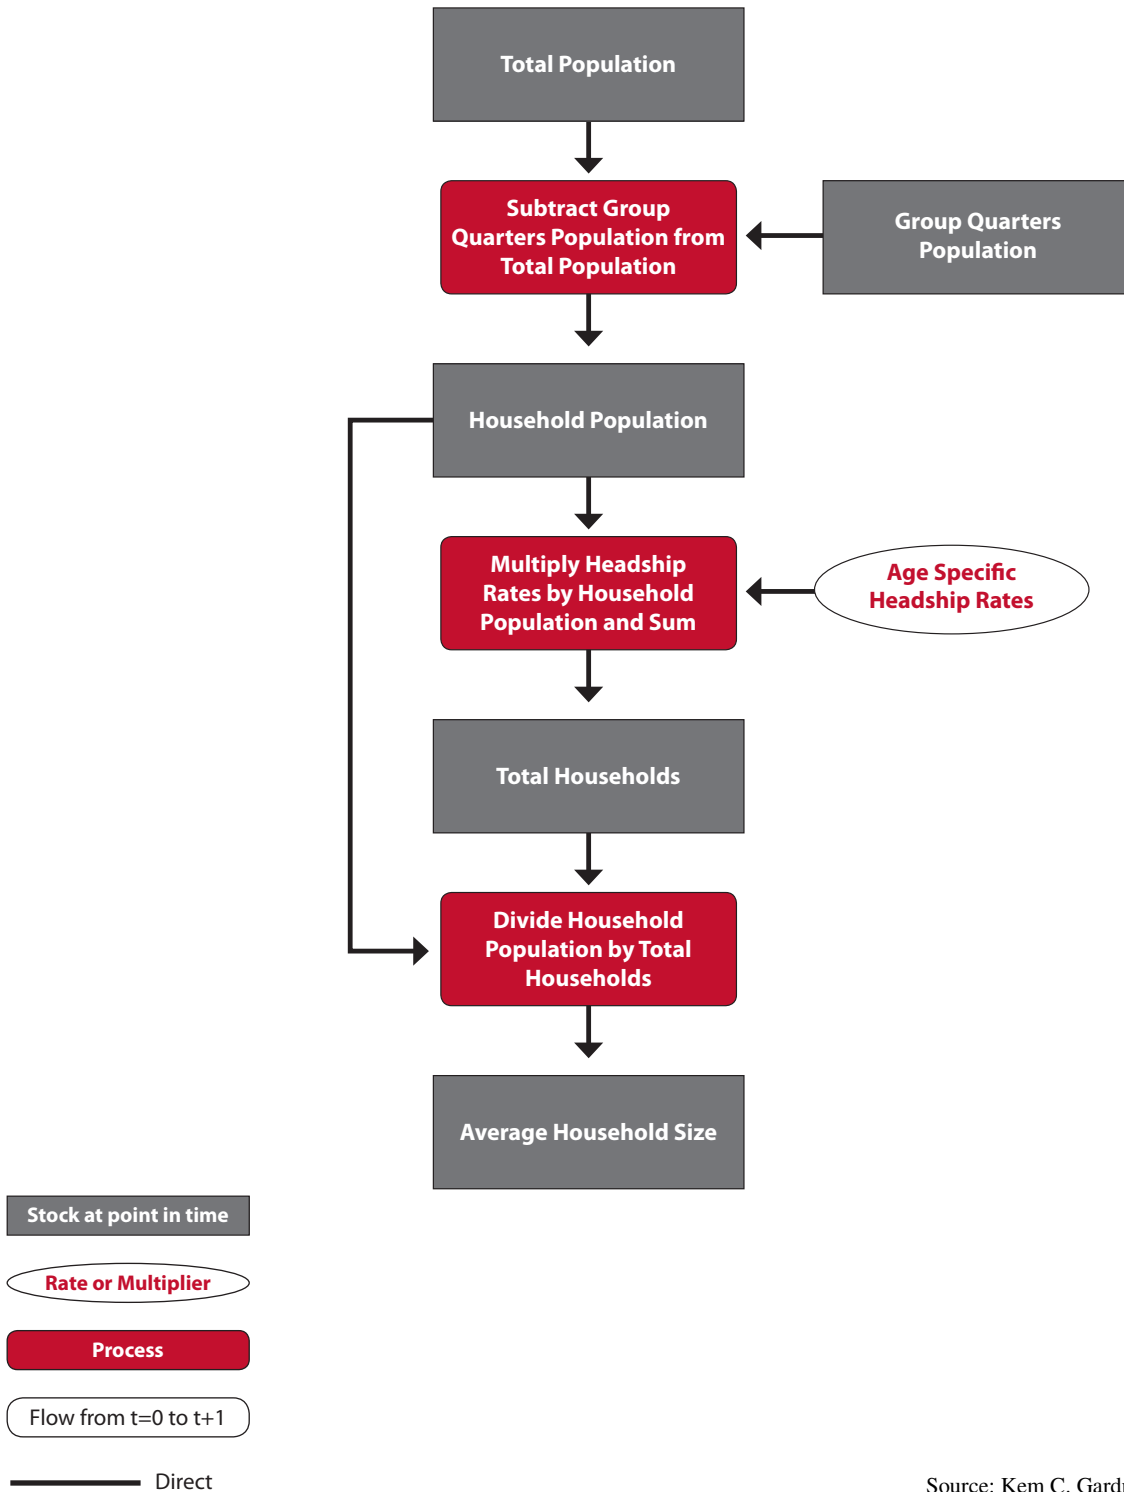 Total Population
Subtract Group
Quarters Population from
Total Population
Group Quarters
Population
Household Population
Multiply Headship
Rates by Household
Population and Sum
Age Specific
Headship Rates
Total Households
Divide Household
Population by Total
Households
Average Household Size
Stock at point in time
Rate or Multiplier
Process
Flow from t=0 to t+1
Direct
Source: Kem C.